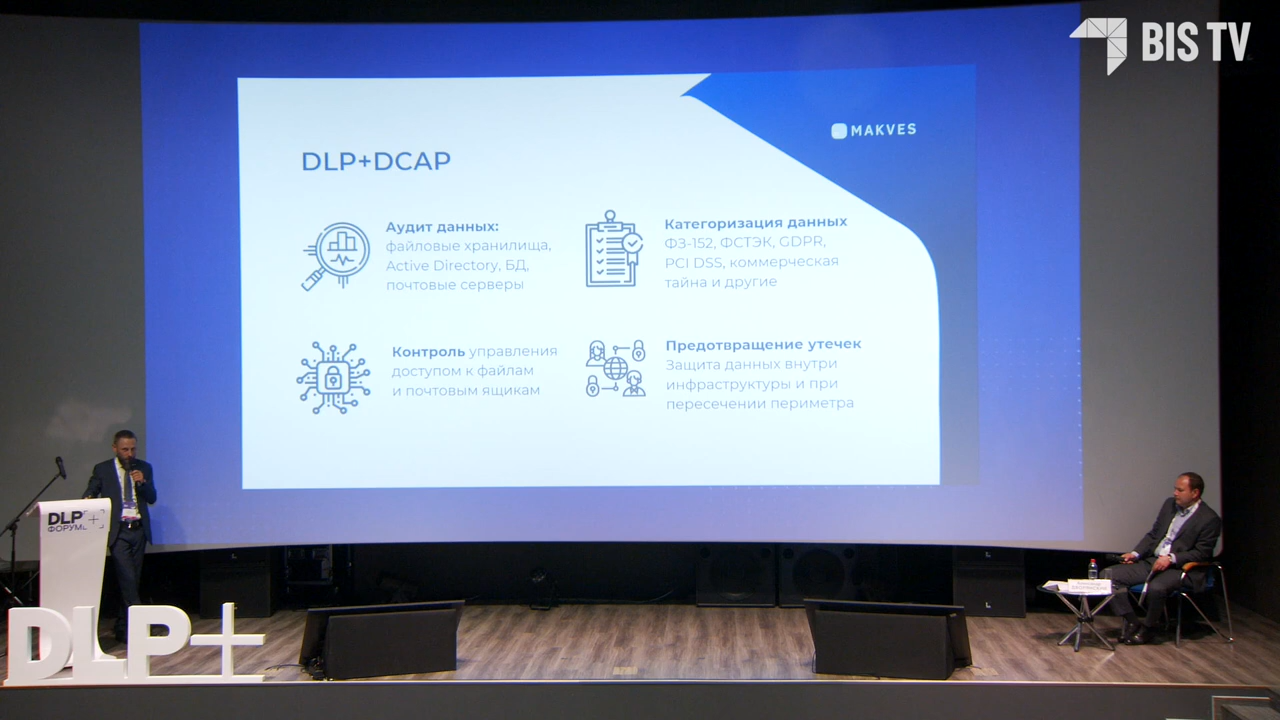 BIS TV
MAKVES
DLP+DCAP
Аудит данных:
файловые хранилища,
Active Directory, БД,
почтовые серверы
Категоризация данных
ФЗ-152, ФСТЭК, GDPR,
PCI DSS, коммерческая
тайна и другие
Контроль управления
доступом к файлам
и почтовым ящикам
Предотвращение утечек
Защита данных внутри
инфраструктуры и при
пересечении периметра
DLP+
ФОРУМ
DLP+